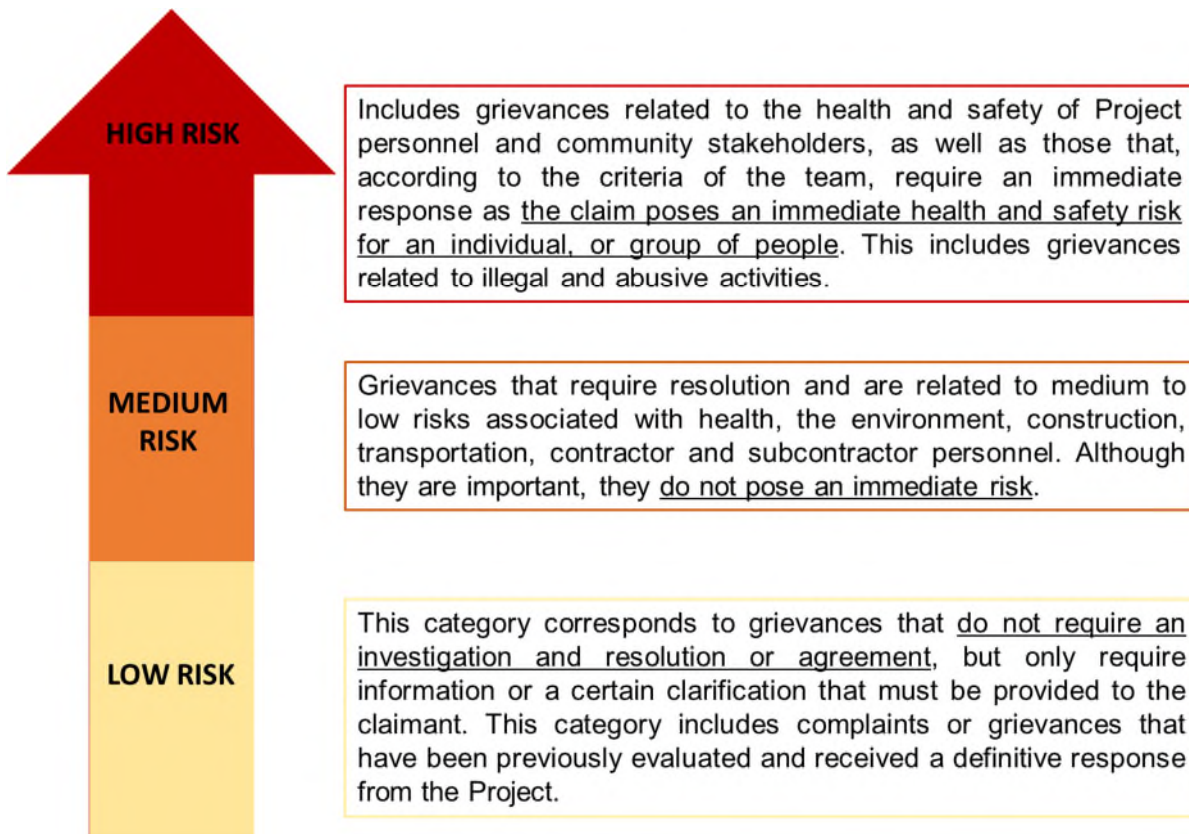 HIGH RISK
Includes grievances related to the health and safety of Project
personnel and community stakeholders, as well as those that,
according to the criteria of the team, require an immediate
response as the claim poses an immediate health and safety risk
for an individual, or group of people. This includes grievances
related to illegal and abusive activities.
MEDIUM
RISK
Grievances that require resolution and are related to medium to
low risks associated with health, the environment, construction,
transportation, contractor and subcontractor personnel. Although
they are important, they do not pose an immediate risk.
LOW RISK
This category corresponds to grievances that do not require an
investigation and resolution or agreement, but only require
information or a certain clarification that must be provided to the
claimant. This category includes complaints or grievances that
have been previously evaluated and received a definitive response
from the Project.